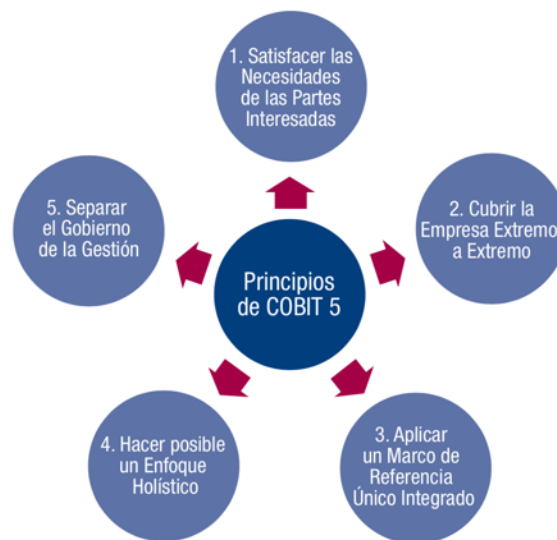 1. Satisfacer las
Necesidades
de las Partes
Interesadas
5. Separar
el Gobierno
de la Gestión
2. Cubrir la
Empresa Extremo
a Extremo
Principios
de COBIT 5
4. Hacer posible
un Enfoque
Holístico
3. Aplicar
un Marco de
Referencia
Único Integrado